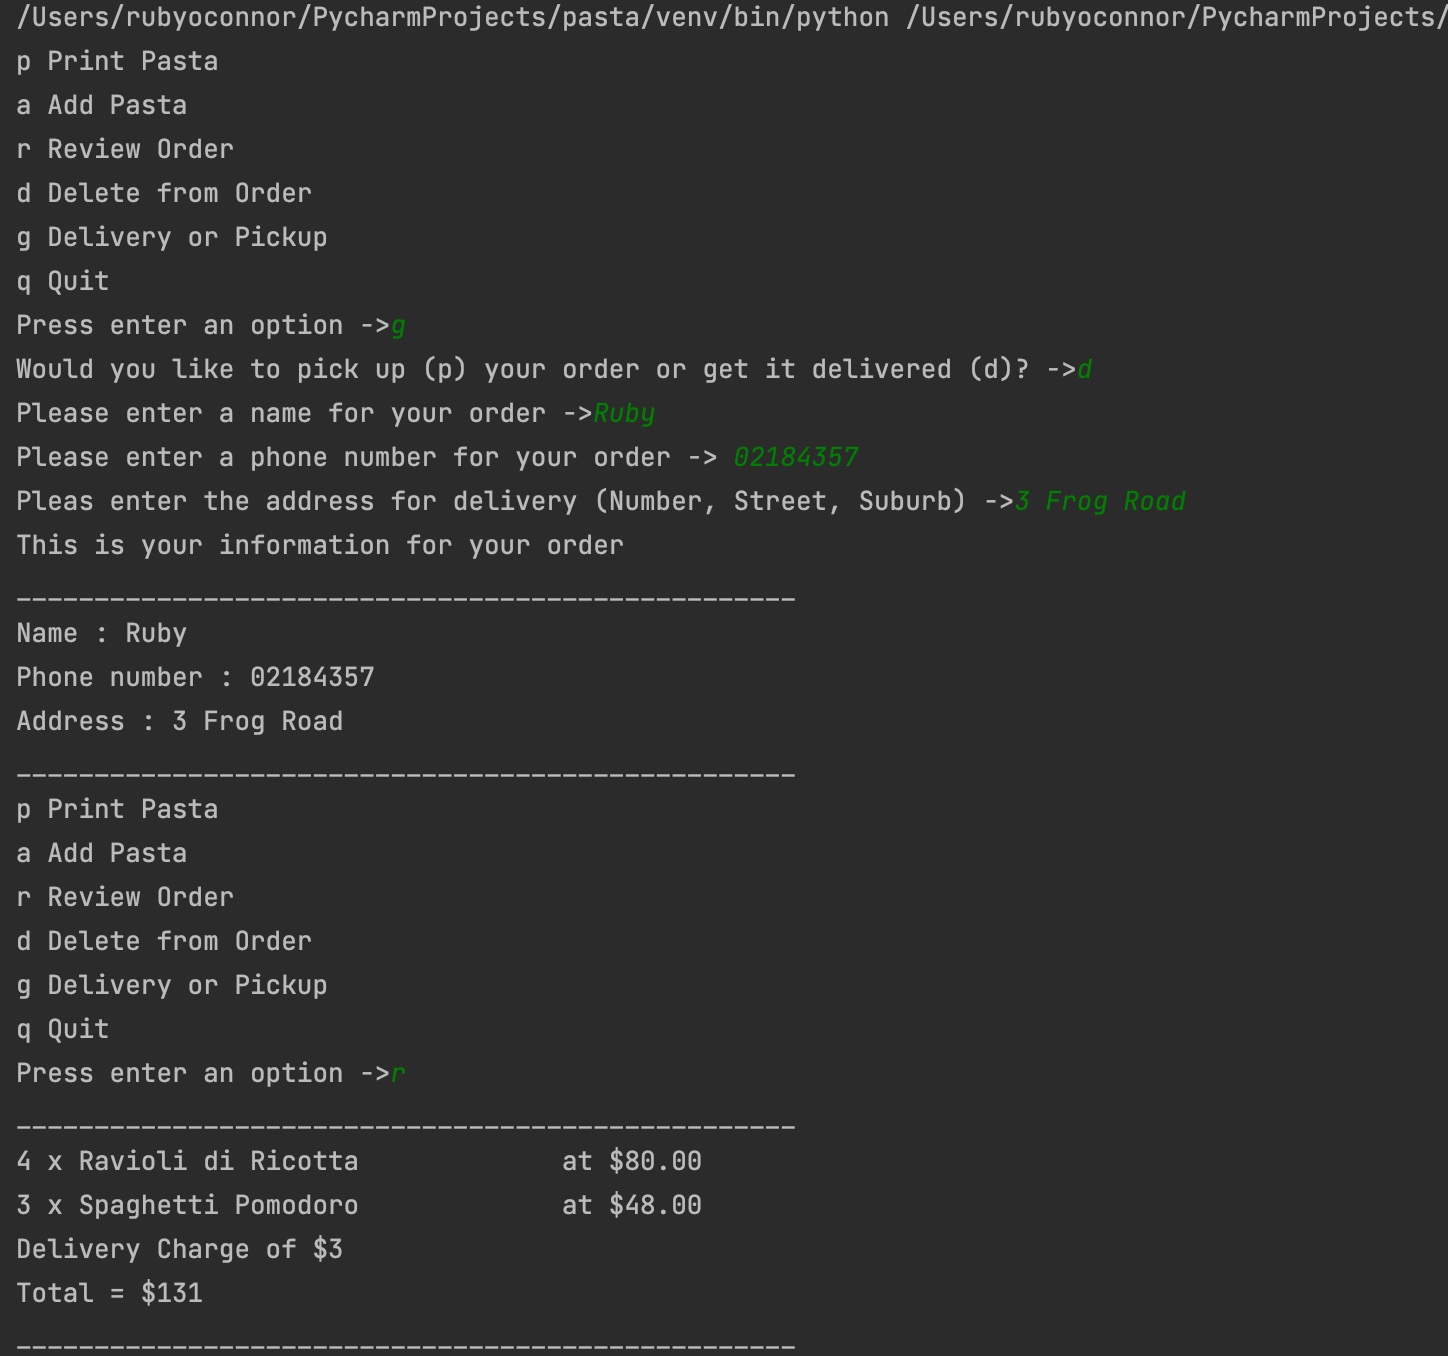 /Users/rubyoconnor/PycharmProjects/pasta/venv/bin/python /Users/rubyoconnor/PycharmProjects/
p Print Pasta
a Add Pasta
r Review Order
d Delete from Order
g Delivery or Pickup
q Quit
Press enter an option ->g
Would you like to pick up (p) your order or get it delivered (d)? ->d
Please enter a name for your order ->Ruby
Please enter a phone number for your order -> 02184357
Pleas enter the address for delivery (Number, Street, Suburb) ->3 Frog Road
This is your information for your order
__________________________________________________
Name : Ruby
Phone number : 02184357
Address : 3 Frog Road
__________________________________________________
p Print Pasta
a Add Pasta
r Review Order
d Delete from Order
g Delivery or Pickup
q Quit
Press enter an option ->r
__________________________________________________
4 x Ravioli di Ricotta             at $80.00
3 x Spaghetti Pomodoro             at $48.00
Delivery Charge of $3
Total = $131
__________________________________________________